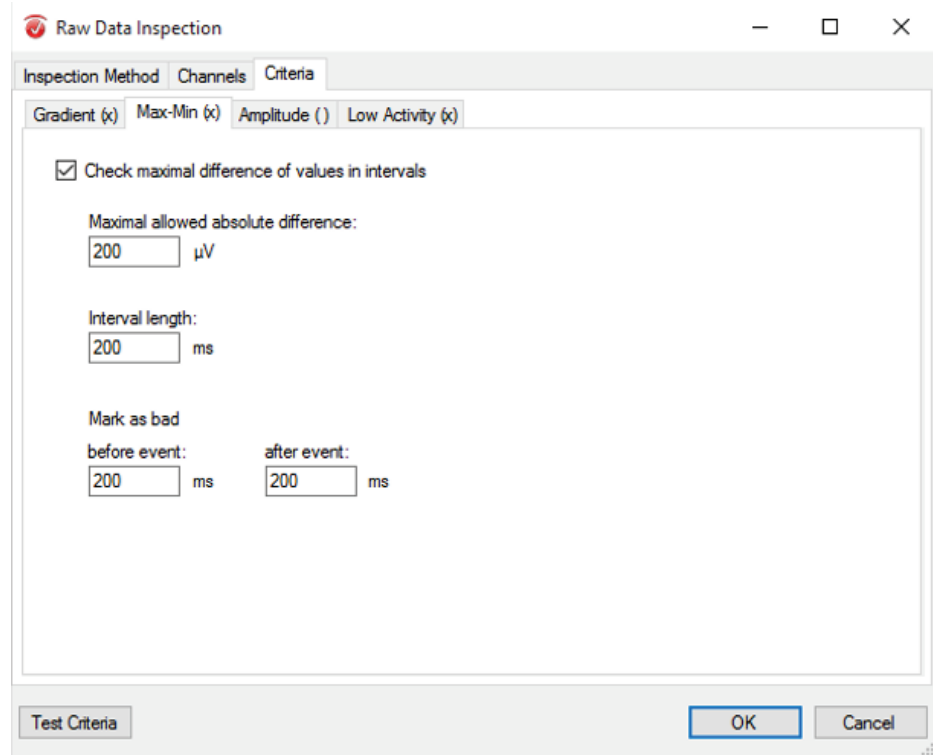 Raw Data Inspection
Inspection Method Channels Criteria
Gradient (x) Max-Min (x) Amplitude ( ) Low Activity (x)
Check maximal difference of values in intervals
Maximal allowed absolute difference:
200 µV
Interval length:
200 ms
Mark as bad
before event: after event:
200 ms 200 ms
Test Criteria OK Cancel